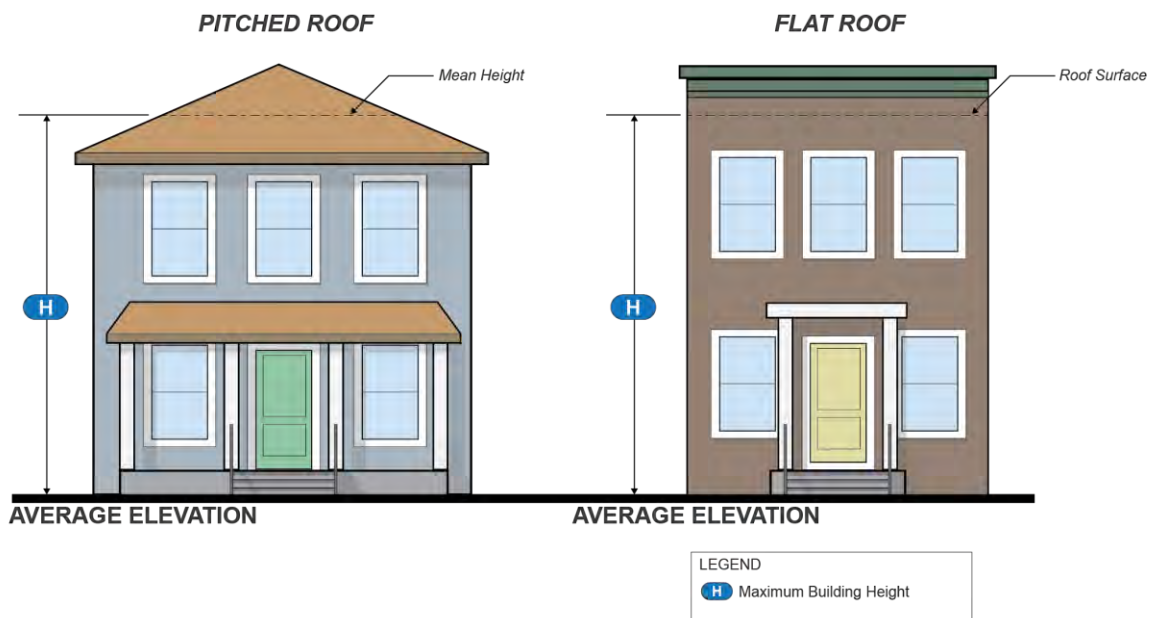 PITCHED ROOF
FLAT ROOF
Mean Height
Roof Surface
H
H
AVERAGE ELEVATION
AVERAGE ELEVATION
LEGEND
H Maximum Building Height